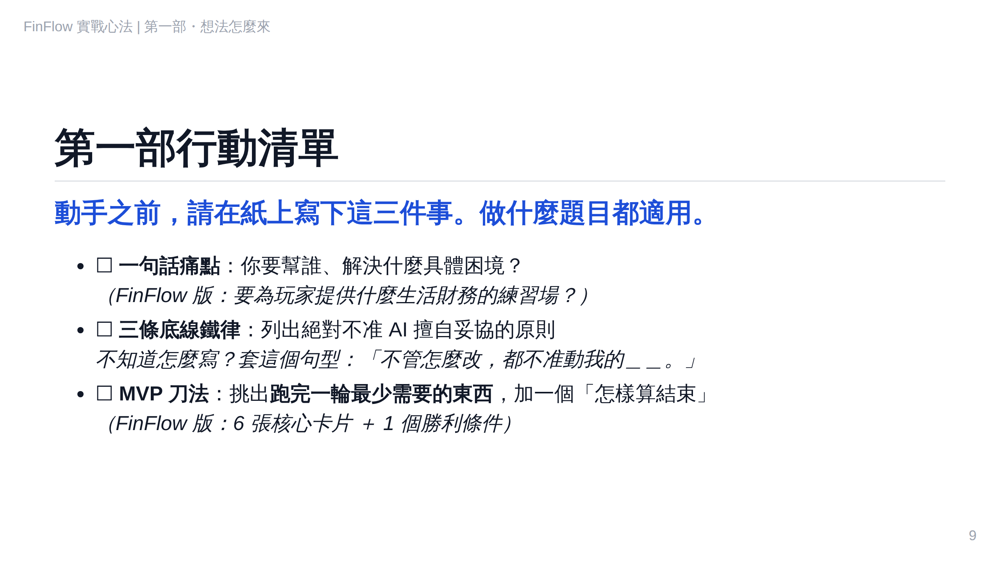 FinFlow 實戰心法 | 第一部・想法怎麼來
第一部行動清單
動手之前，請在紙上寫下這三件事。做什麼題目都適用。
• ☐ 一句話痛點：你要幫誰、解決什麼具體困境？
（FinFlow 版：要為玩家提供什麼生活財務的練習場？）
• ☐ 三條底線鐵律：列出絕對不准 AI 擅自妥協的原則
不知道怎麼寫？套這個句型：「不管怎麼改，都不准動我的＿＿。」
• ☐ MVP 刀法：挑出跑完一輪最少需要的東西，加一個「怎樣算結束」
（FinFlow 版：6 張核心卡片 ＋ 1 個勝利條件）
9